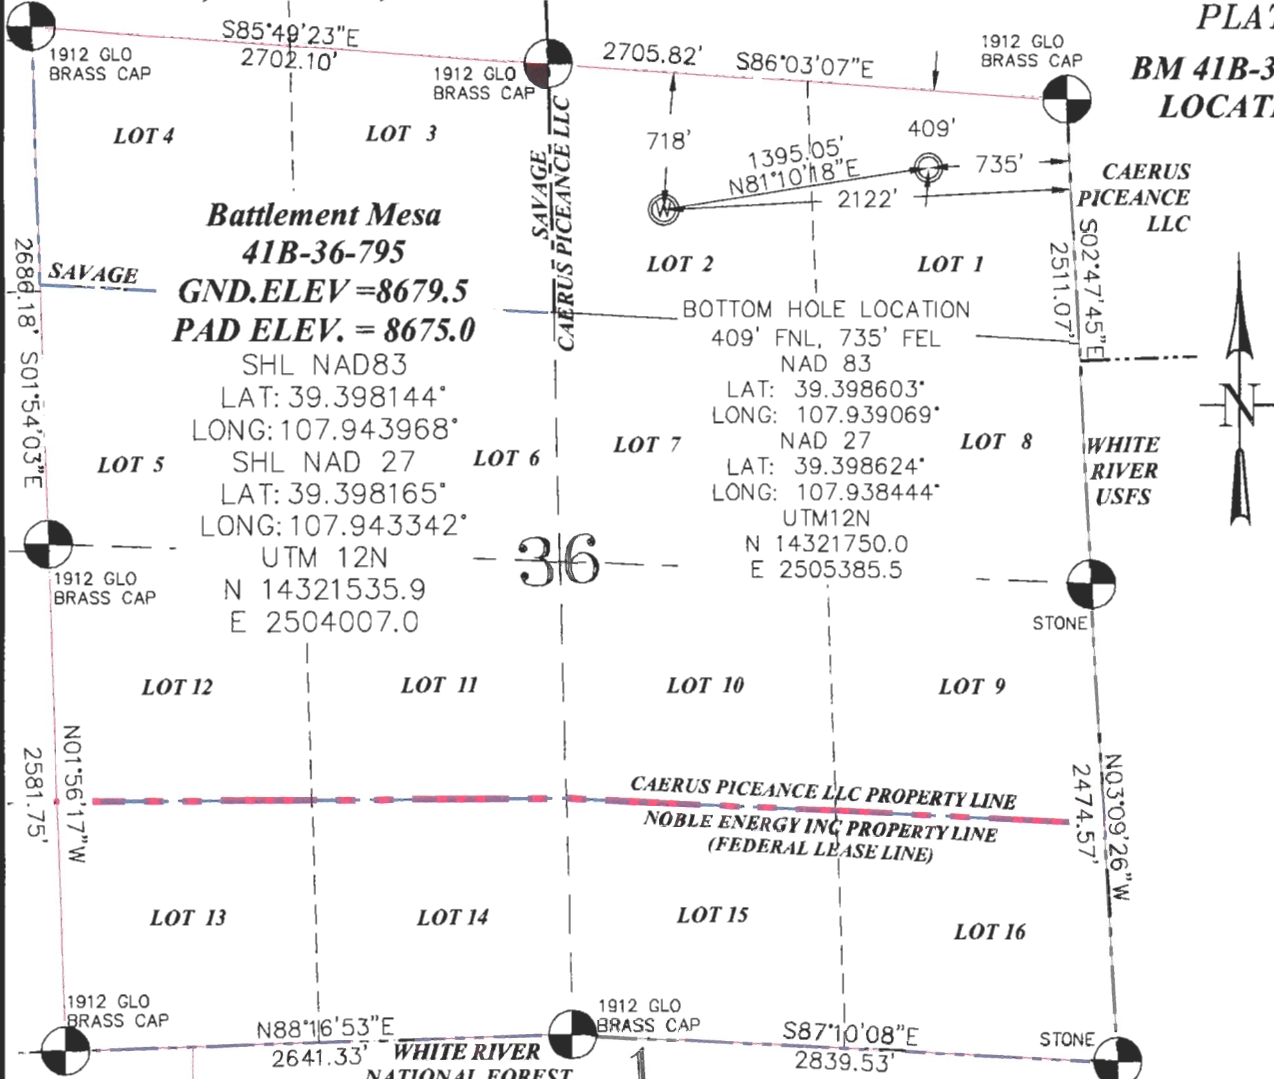 PLAT
BM 41B-3
LOCATI
S85°49'23"E
2702.10'
2705.82'
S86°03'07"E
1912 GLO
BRASS CAP
1912 GLO
BRASS CAP
1912 GLO
BRASS CAP
LOT 4
LOT 3
SAVAGE
CAERUS PICEANCE LLC
718'
409'
1395.05'
N81°10'18"E
735'
2122'
CAERUS
PICEANCE
LLC
LOT 2
LOT 1
S02°47'45"E
2511.07'
Battlement Mesa
41B-36-795
GND.ELEV =8679.5
PAD ELEV. = 8675.0
SHL NAD83
LAT: 39.398144°
LONG: 107.943968°
SHL NAD 27
LAT: 39.398165°
LONG: 107.943342°
UTM 12N
N 14321535.9
E 2504007.0
SAVAGE
2686.18' S01°54'03"E
BOTTOM HOLE LOCATION
409' FNL, 735' FEL
NAD 83
LAT: 39.398603°
LONG: 107.939069°
NAD 27
LAT: 39.398624°
LONG: 107.938444°
UTM12N
N 14321750.0
E 2505385.5
N
W
LOT 5
LOT 6
LOT 7
LOT 8
WHITE
RIVER
USFS
36
1912 GLO
BRASS CAP
STONE
LOT 12
LOT 11
LOT 10
LOT 9
N01°56'17"W
2581.75'
CAERUS PICEANCE LLC PROPERTY LINE
NOBLE ENERGY INC PROPERTY LINE
(FEDERAL LEASE LINE)
N03°09'26"W
2474.57'
LOT 13
LOT 14
LOT 15
LOT 16
1912 GLO
BRASS CAP
1912 GLO
BRASS CAP
STONE
N88°16'53"E
2641.33'
S87°10'08"E
2839.53'
WHITE RIVER
NATIONAL FOREST
1